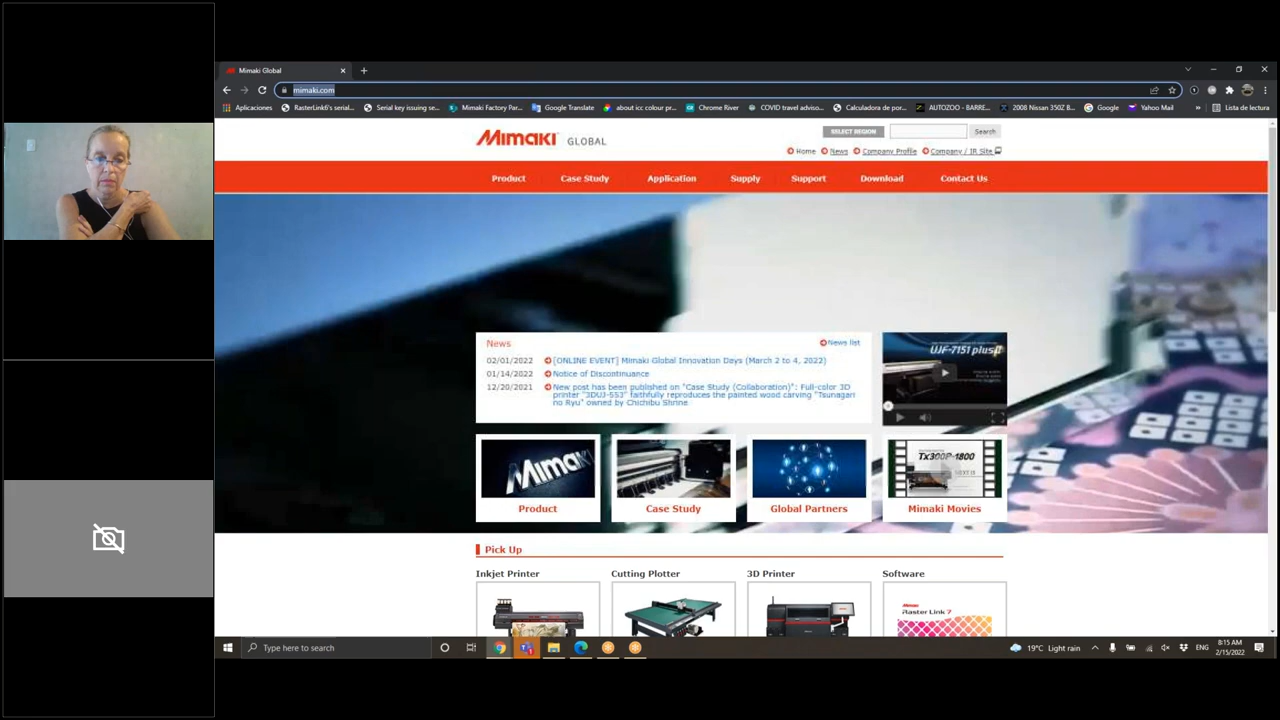 Mimaki Global
mimaki.com
Aplicaciones RasterLink6's serial... Serial key issuing se... Mimaki Factory Par... Google Translate about icc colour pr... Chrome River COVID travel adviso... Calculadora de por... AUTOZOO - BARRE... 2008 Nissan 350Z B... Google Yahoo Mail » Lista de lectura
Mimaki GLOBAL
SELECT REGION Search
Home News Company Profile Company / IR Site
Product Case Study Application Supply Support Download Contact Us
News News list
02/01/2022 [ONLINE EVENT] Mimaki Global Innovation Days (March 2 to 4, 2022)
01/14/2022 Notice of Discontinuance
12/20/2021 New post has been published on "Case Study (Collaboration)": Full-color 3D
printer "3DUJ-553" faithfully reproduces the painted wood carving "Tsunagari
no Ryu" owned by Chichibu Shrine
UJF-7151 plusII
Mimaki
Tx300P-1800
Product Case Study Global Partners Mimaki Movies
Pick Up
Inkjet Printer Cutting Plotter 3D Printer Software
Mimaki
Raster Link 7
Type here to search
19°C Light rain ENG
8:15 AM
2/15/2022